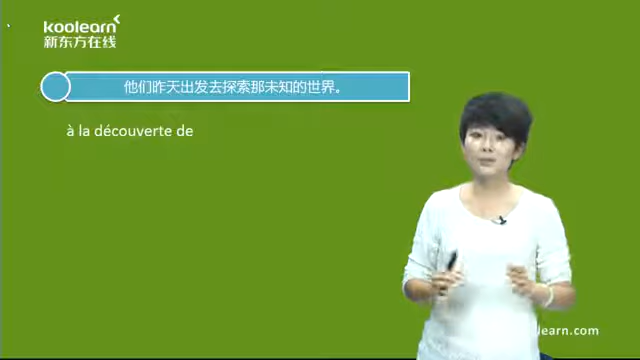 koolearn
新东方在线
他们昨天出发去探索那未知的世界。
à la découverte de
learn.com